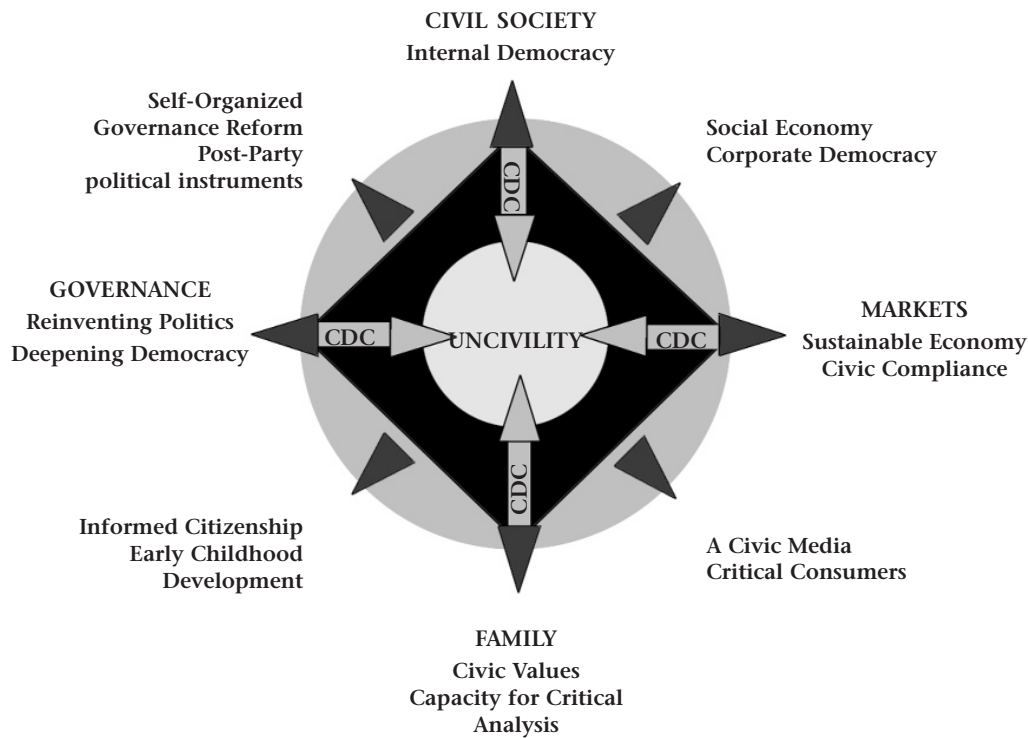 CIVIL SOCIETY
Internal Democracy
Self-Organized
Governance Reform
Post-Party
political instruments
Social Economy
Corporate Democracy
CDC
GOVERNANCE
Reinventing Politics
Deepening Democracy
CDC
UNCIVILITY
CDC
MARKETS
Sustainable Economy
Civic Compliance
CDC
Informed Citizenship
Early Childhood
Development
A Civic Media
Critical Consumers
FAMILY
Civic Values
Capacity for Critical
Analysis